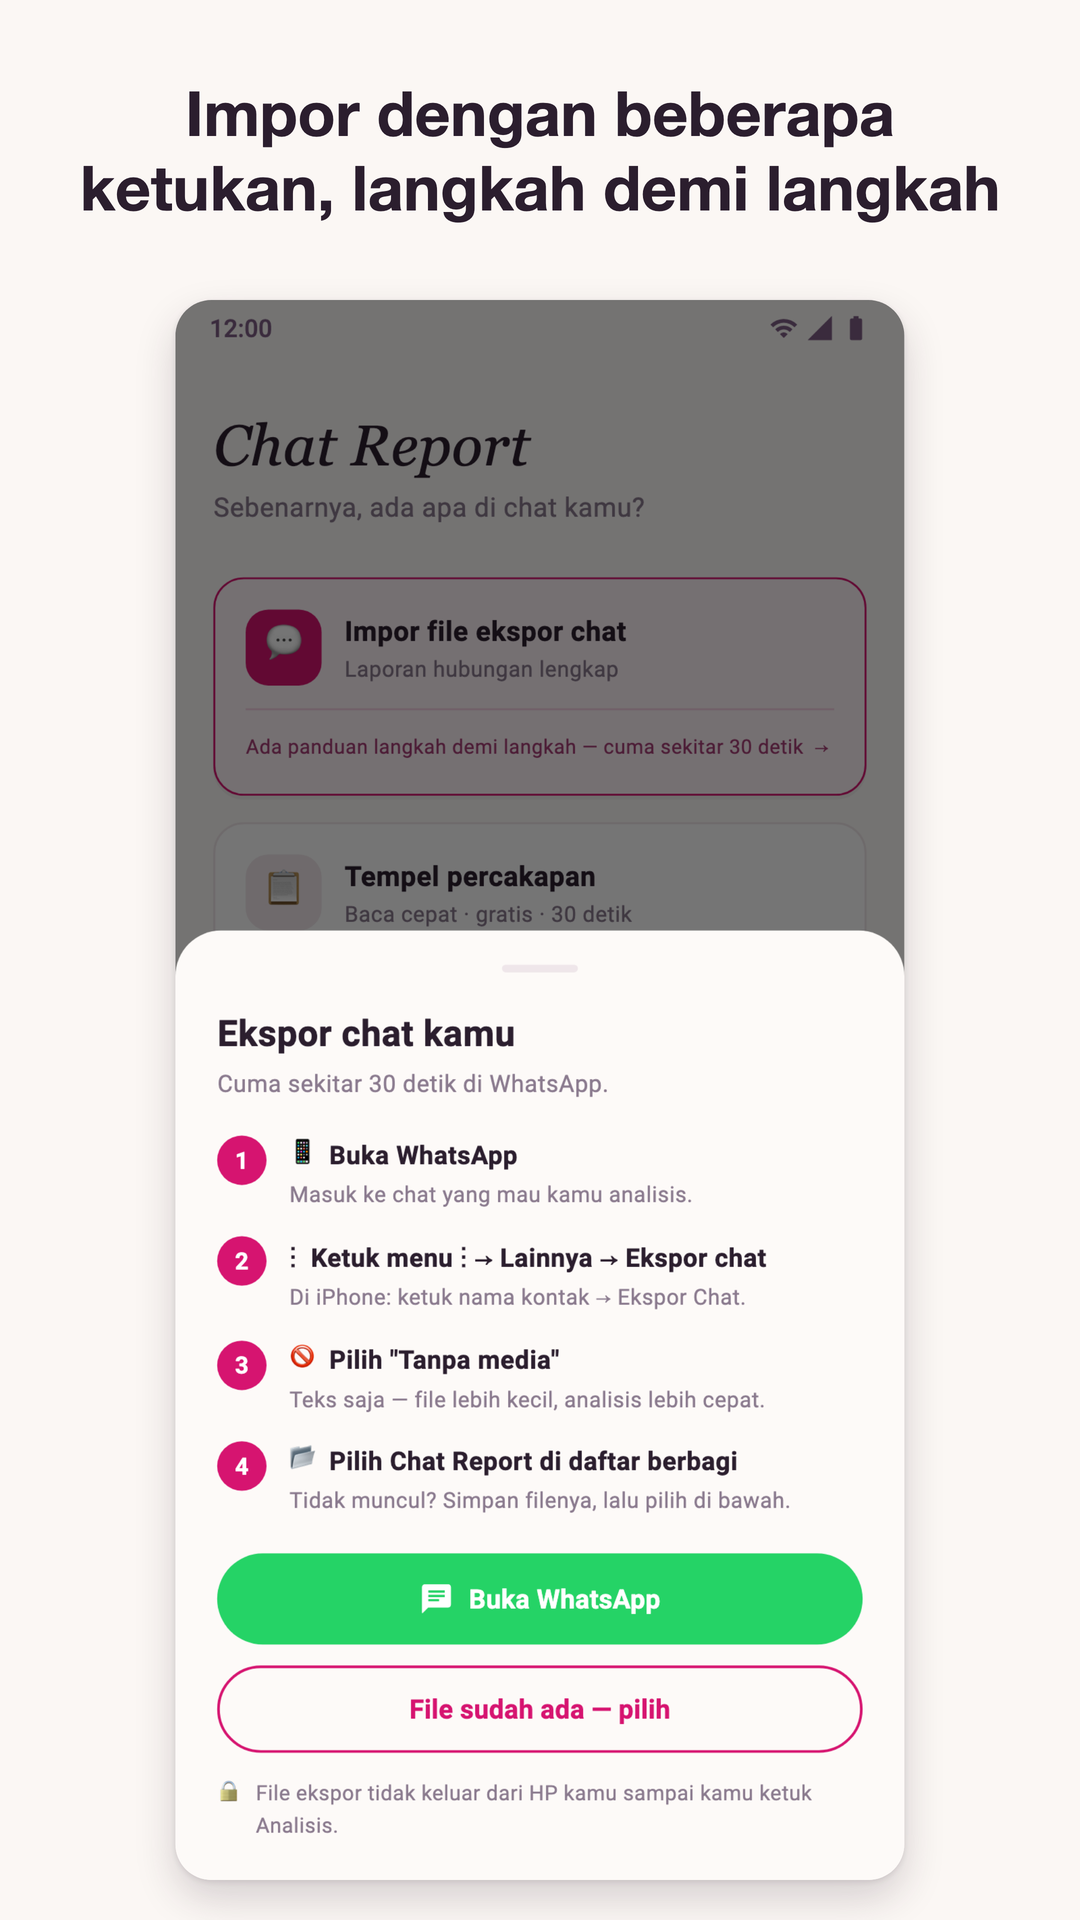 Impor dengan beberapa
ketukan, langkah demi langkah
12:00
Chat Report
Sebenarnya, ada apa di chat kamu?
Impor file ekspor chat
Laporan hubungan lengkap
Ada panduan langkah demi langkah — cuma sekitar 30 detik →
Tempel percakapan
Baca cepat · gratis · 30 detik
Ekspor chat kamu
Cuma sekitar 30 detik di WhatsApp.
1 📱 Buka WhatsApp
Masuk ke chat yang mau kamu analisis.
2 ⋮ Ketuk menu ⋮ → Lainnya → Ekspor chat
Di iPhone: ketuk nama kontak → Ekspor Chat.
3 🚫 Pilih "Tanpa media"
Teks saja — file lebih kecil, analisis lebih cepat.
4 📂 Pilih Chat Report di daftar berbagi
Tidak muncul? Simpan filenya, lalu pilih di bawah.
Buka WhatsApp
File sudah ada — pilih
🔒 File ekspor tidak keluar dari HP kamu sampai kamu ketuk
Analisis.